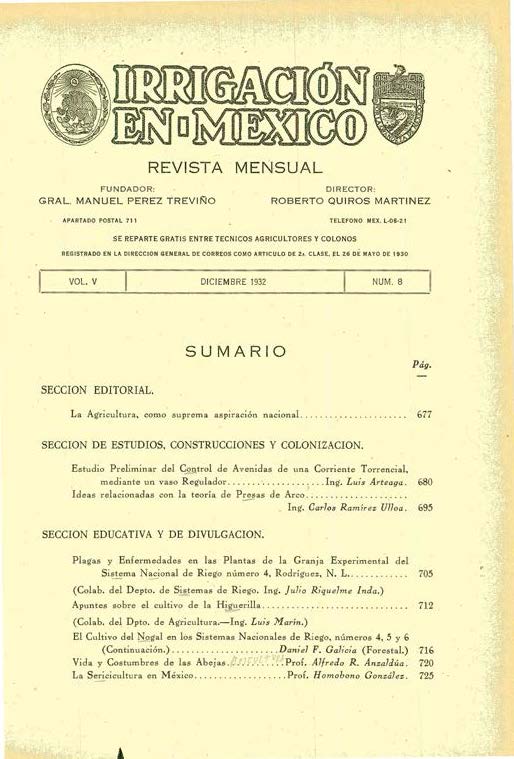 IRRIGACIÓN
EN MEXICO
REVISTA MENSUAL
FUNDADOR:
GRAL. MANUEL PEREZ TREVIÑO
DIRECTOR:
ROBERTO QUIROS MARTINEZ
APARTADO POSTAL 711
TELEFONO MEX. L-06-21
SE REPARTE GRATIS ENTRE TECNICOS AGRICULTORES Y COLONOS
REGISTRADO EN LA DIRECCION GENERAL DE CORREOS COMO ARTICULO DE 2a. CLASE, EL 26 DE MAYO DE 1930
VOL. V DICIEMBRE 1932 NUM. 8
SUMARIO
Pág.
SECCION EDITORIAL.
La Agricultura, como suprema aspiración nacional..................... 677
SECCION DE ESTUDIOS, CONSTRUCCIONES Y COLONIZACION.
Estudio Preliminar del Control de Avenidas de una Corriente Torrencial,
mediante un vaso Regulador...................Ing. Luis Arteaga. 680
Ideas relacionadas con la teoría de Presas de Arco....................
Ing. Carlos Ramírez Ulloa. 695
SECCION EDUCATIVA Y DE DIVULGACION.
Plagas y Enfermedades en las Plantas de la Granja Experimental del
Sistema Nacional de Riego número 4, Rodríguez, N. L............ 705
(Colab. del Depto. de Sistemas de Riego. Ing. Julio Riquelme Inda.)
Apuntes sobre el cultivo de la Higuerilla............................. 712
(Colab. del Dpto. de Agricultura.—Ing. Luis Marín.)
El Cultivo del Nogal en los Sistemas Nacionales de Riego, números 4, 5 y 6
(Continuación.).....................Daniel F. Galicia (Forestal.) 716
Vida y Costumbres de las Abejas............Prof. Alfredo R. Anzaldúa. 720
La Sericicultura en México........................Prof. Homobono González. 725